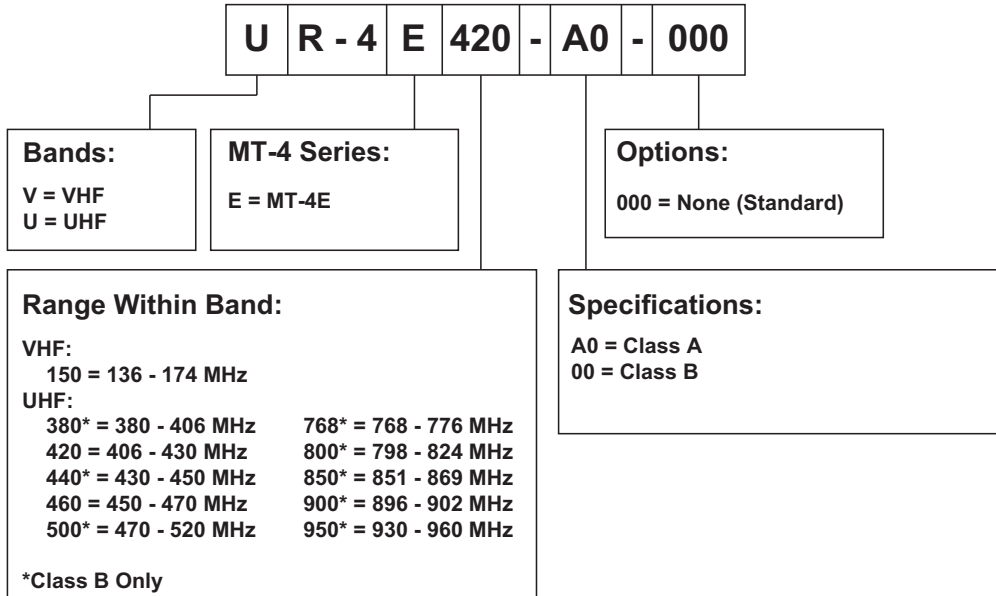 U R - 4 E 420 - A0 - 000
Bands:
V = VHF
U = UHF
MT-4 Series:
E = MT-4E
Options:
000 = None (Standard)
Range Within Band:
VHF:
150 = 136 - 174 MHz
UHF:
380* = 380 - 406 MHz
420 = 406 - 430 MHz
440* = 430 - 450 MHz
460 = 450 - 470 MHz
500* = 470 - 520 MHz
768* = 768 - 776 MHz
800* = 798 - 824 MHz
850* = 851 - 869 MHz
900* = 896 - 902 MHz
950* = 930 - 960 MHz
*Class B Only
Specifications:
A0 = Class A
00 = Class B